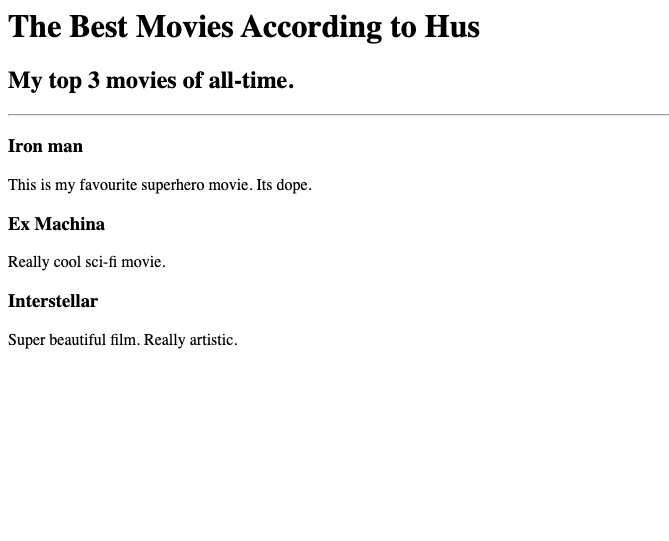 The Best Movies According to Hus
My top 3 movies of all-time.
Iron man
This is my favourite superhero movie. Its dope.
Ex Machina
Really cool sci-fi movie.
Interstellar
Super beautiful film. Really artistic.